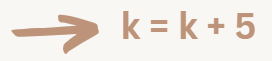 k = k + 5